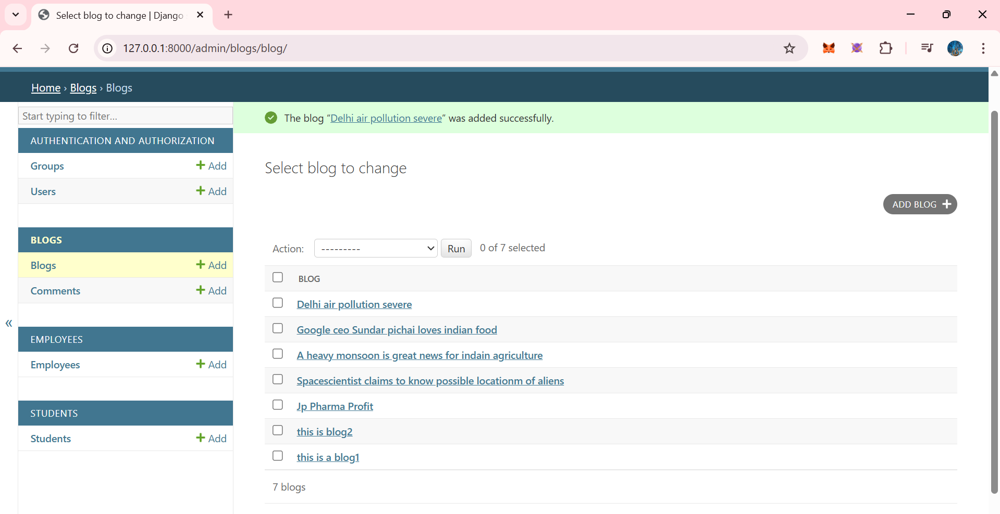 Select blog to change | Django
127.0.0.1:8000/admin/blogs/blog/
Home › Blogs › Blogs
Start typing to filter...
The blog “Delhi air pollution severe” was added successfully.
AUTHENTICATION AND AUTHORIZATION
Groups + Add
Users + Add
BLOGS
Blogs + Add
Comments + Add
«
EMPLOYEES
Employees + Add
STUDENTS
Students + Add
Select blog to change
ADD BLOG +
Action: --------- Run 0 of 7 selected
BLOG
Delhi air pollution severe
Google ceo Sundar pichai loves indian food
A heavy monsoon is great news for indain agriculture
Spacescientist claims to know possible locationm of aliens
Jp Pharma Profit
this is blog2
this is a blog1
7 blogs